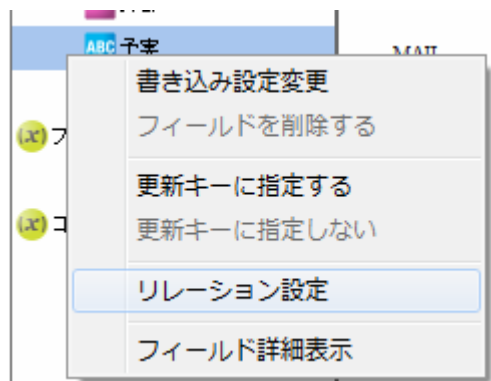 ABC 予実
MAIL
書き込み設定変更
フィールドを削除する
(x)
更新キーに指定する
(x) コ
更新キーに指定しない
リレーション設定
フィールド詳細表示